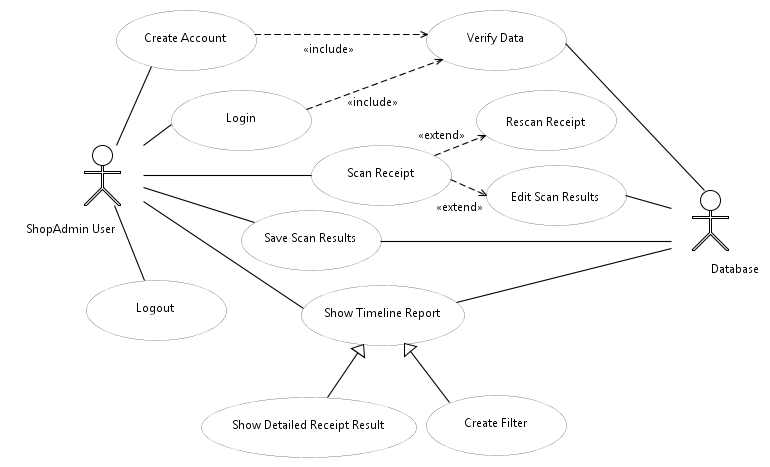 Create Account
Verify Data
«include»
«include»
Login
Rescan Receipt
«extend»
Scan Receipt
Edit Scan Results
«extend»
ShopAdmin User
Save Scan Results
Database
Logout
Show Timeline Report
Show Detailed Receipt Result
Create Filter